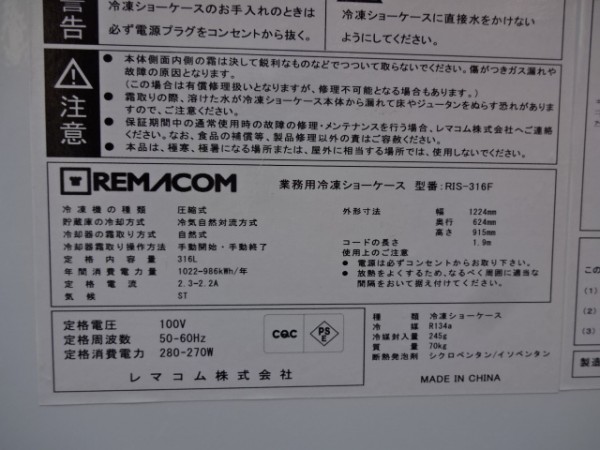 警告
冷凍ショーケースのお手入れのときは
必ず電源プラグをコンセントから抜く。
冷凍ショーケースに直接水をかけない
ようにしてください。
注意
● 本体側面内側の霜は決して鋭利なものなどでつついて取らないでください。傷がつきガス漏れや
故障の原因となります。
(この場合は有償修理扱いとなりますが、修理不可能となる場合もあります。)
● 霜取りの際、溶けた水が冷凍ショーケース本体から漏れて床やジュータンをぬらす恐れがありま
すので、ご注意ください。
● 保証期間中の通常使用時の故障の修理・メンテナンスを行う場合、レマコム株式会社へご連絡
ください。なお、食品の補償等、製品修理以外の責はご容赦ください。
● 本品は、極寒、極暑になる場所または、屋外に相当する場所では、使用しないでください。
REMACOM
業務用冷凍ショーケース 型番:RIS-316F
冷凍機の種類 圧縮式
貯蔵庫の冷却方式 冷気自然対流方式
冷却器の霜取り方式 自然式
冷却器霜取り操作方法 手動開始・手動終了
定格内容量 316L
年間消費電力量 1022-986kWh/年
定格電流 2.3-2.2A
気候 ST
外形寸法 幅 1224mm
奥行 624mm
高さ 915mm
コードの長さ 1.9m
使用上のご注意
● 電源は必ずコンセントからお取り下さい。
● 放熱をよくするため、なるべく周囲に適当な
間隔をおいて据え付けてください。
定格電圧 100V
定格周波数 50-60Hz
定格消費電力 280-270W
CQC
PSE
レマコム株式会社
種類 冷凍ショーケース
冷媒 R134a
冷媒封入量 245g
質量 70kg
断熱発泡剤 シクロペンタン/イソペンタン
MADE IN CHINA
この
(1)
(2)
(3)
製造